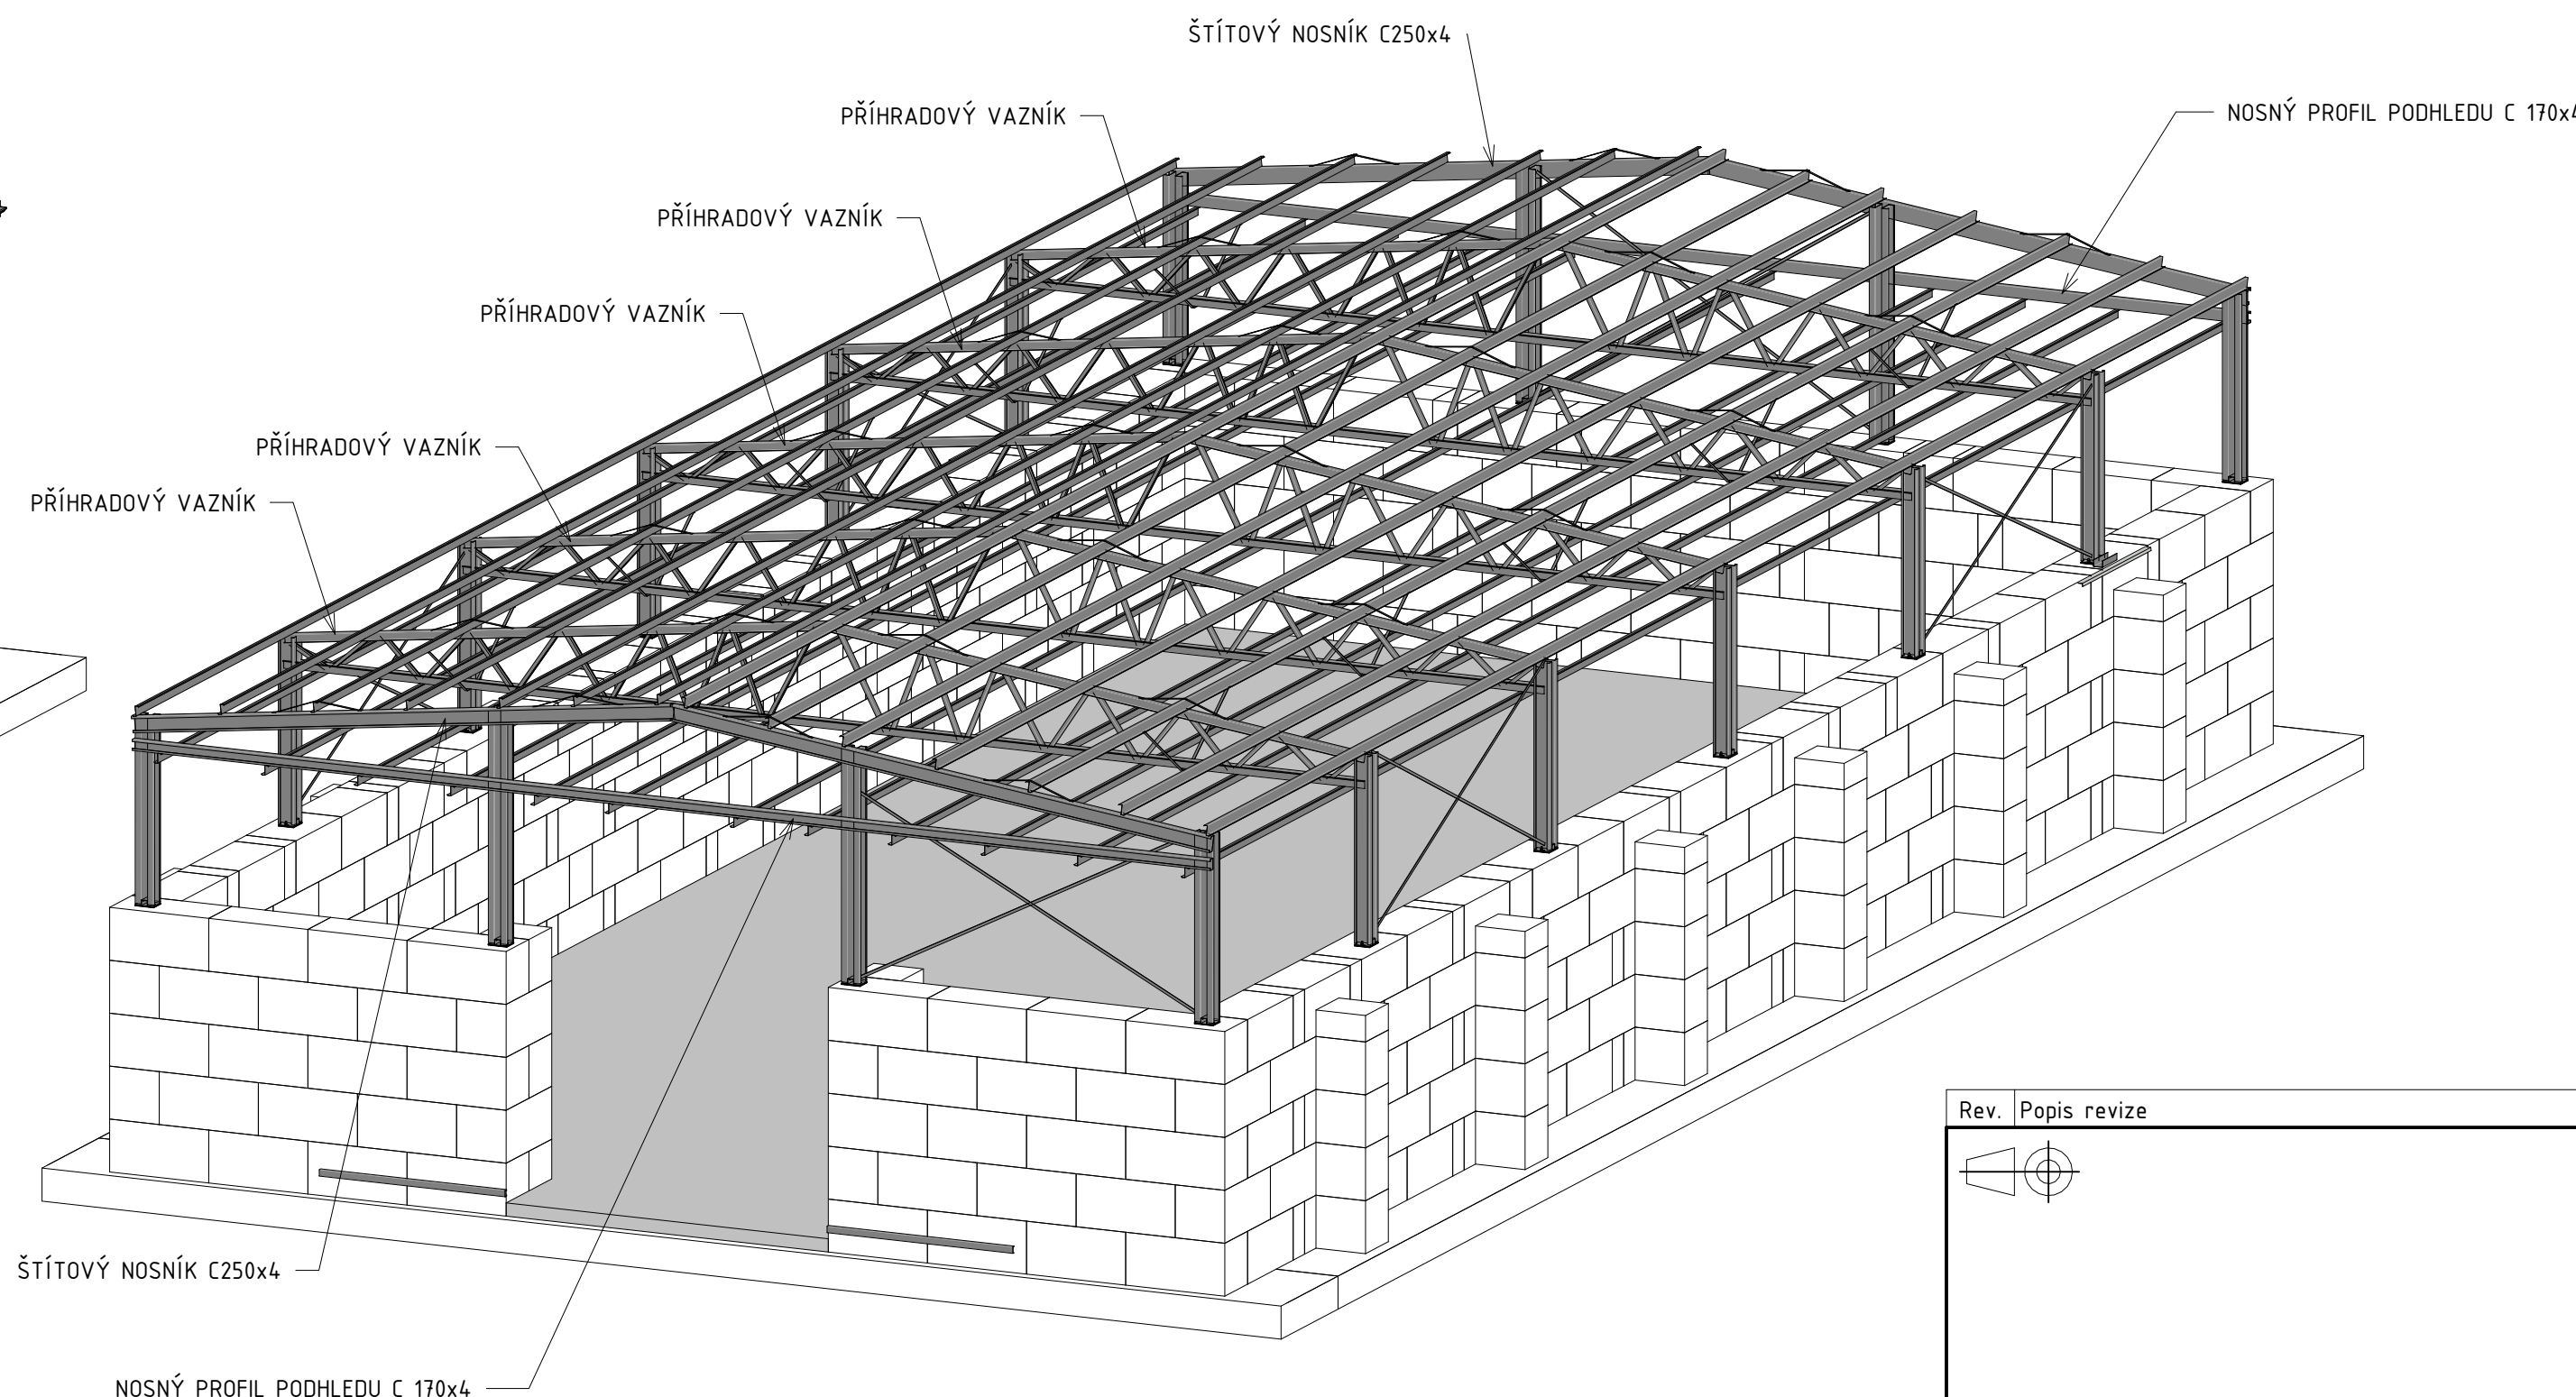 ŠTÍTOVÝ NOSNÍK C250x4
PŘÍHRADOVÝ VAZNÍK
NOSNÝ PROFIL PODHLEDU C 170x4
PŘÍHRADOVÝ VAZNÍK
PŘÍHRADOVÝ VAZNÍK
PŘÍHRADOVÝ VAZNÍK
PŘÍHRADOVÝ VAZNÍK
Rev. Popis revize
ŠTÍTOVÝ NOSNÍK C250x4
NOSNÝ PROFIL PODHLEDU C 170x4